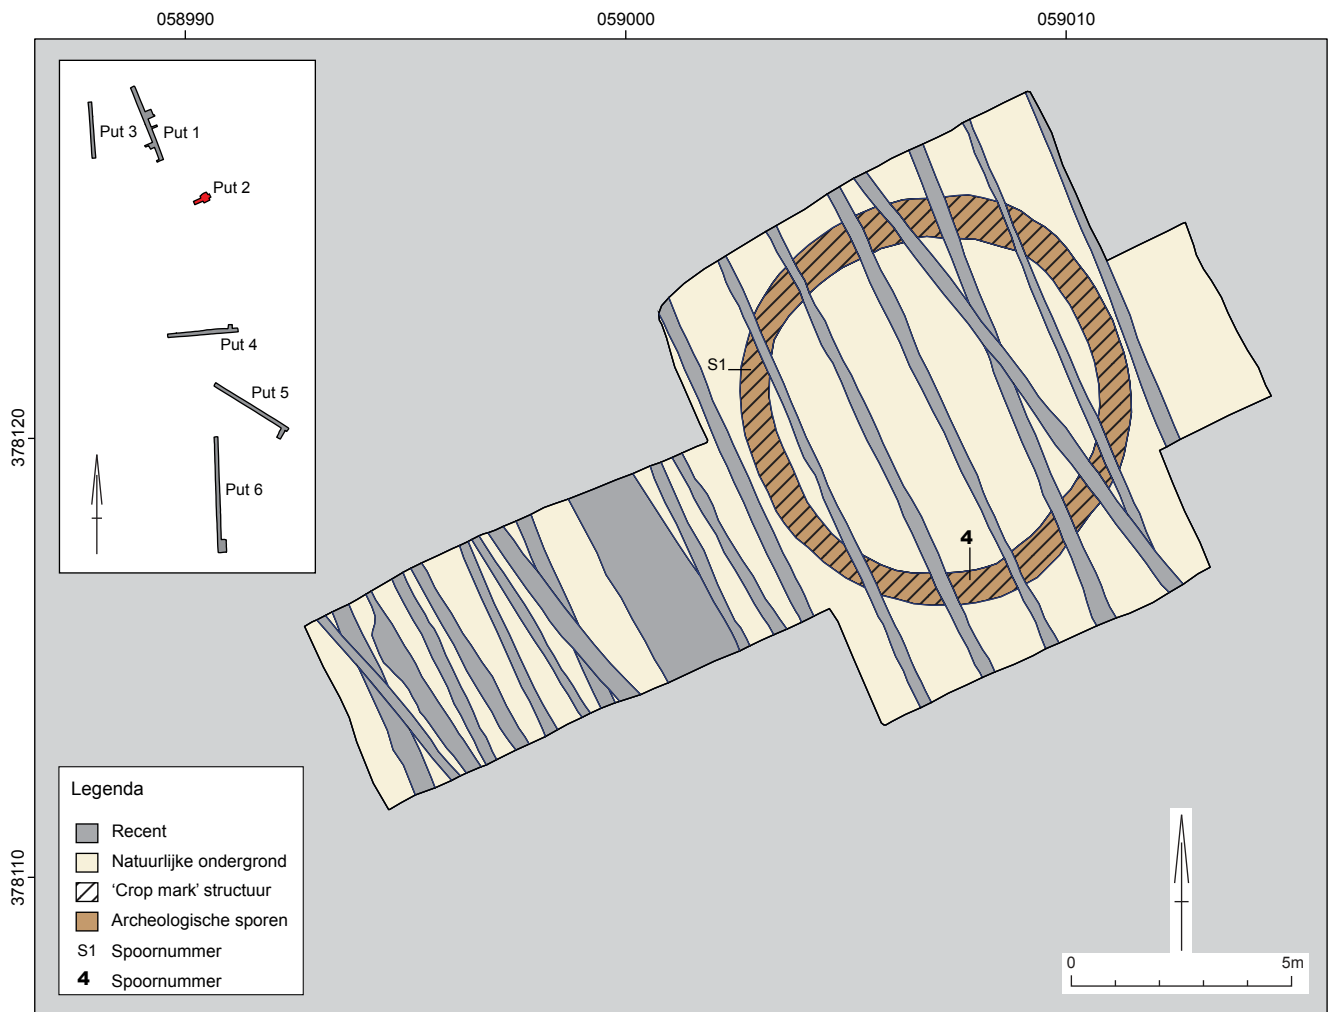 058990
059000
059010
Put 3
Put 1
Put 2
Put 4
Put 5
Put 6
378120
378110
S1
4
Legenda
Recent
Natuurlijke ondergrond
‘Crop mark’ structuur
Archeologische sporen
S1 Spoornummer
4 Spoornummer
0 5m